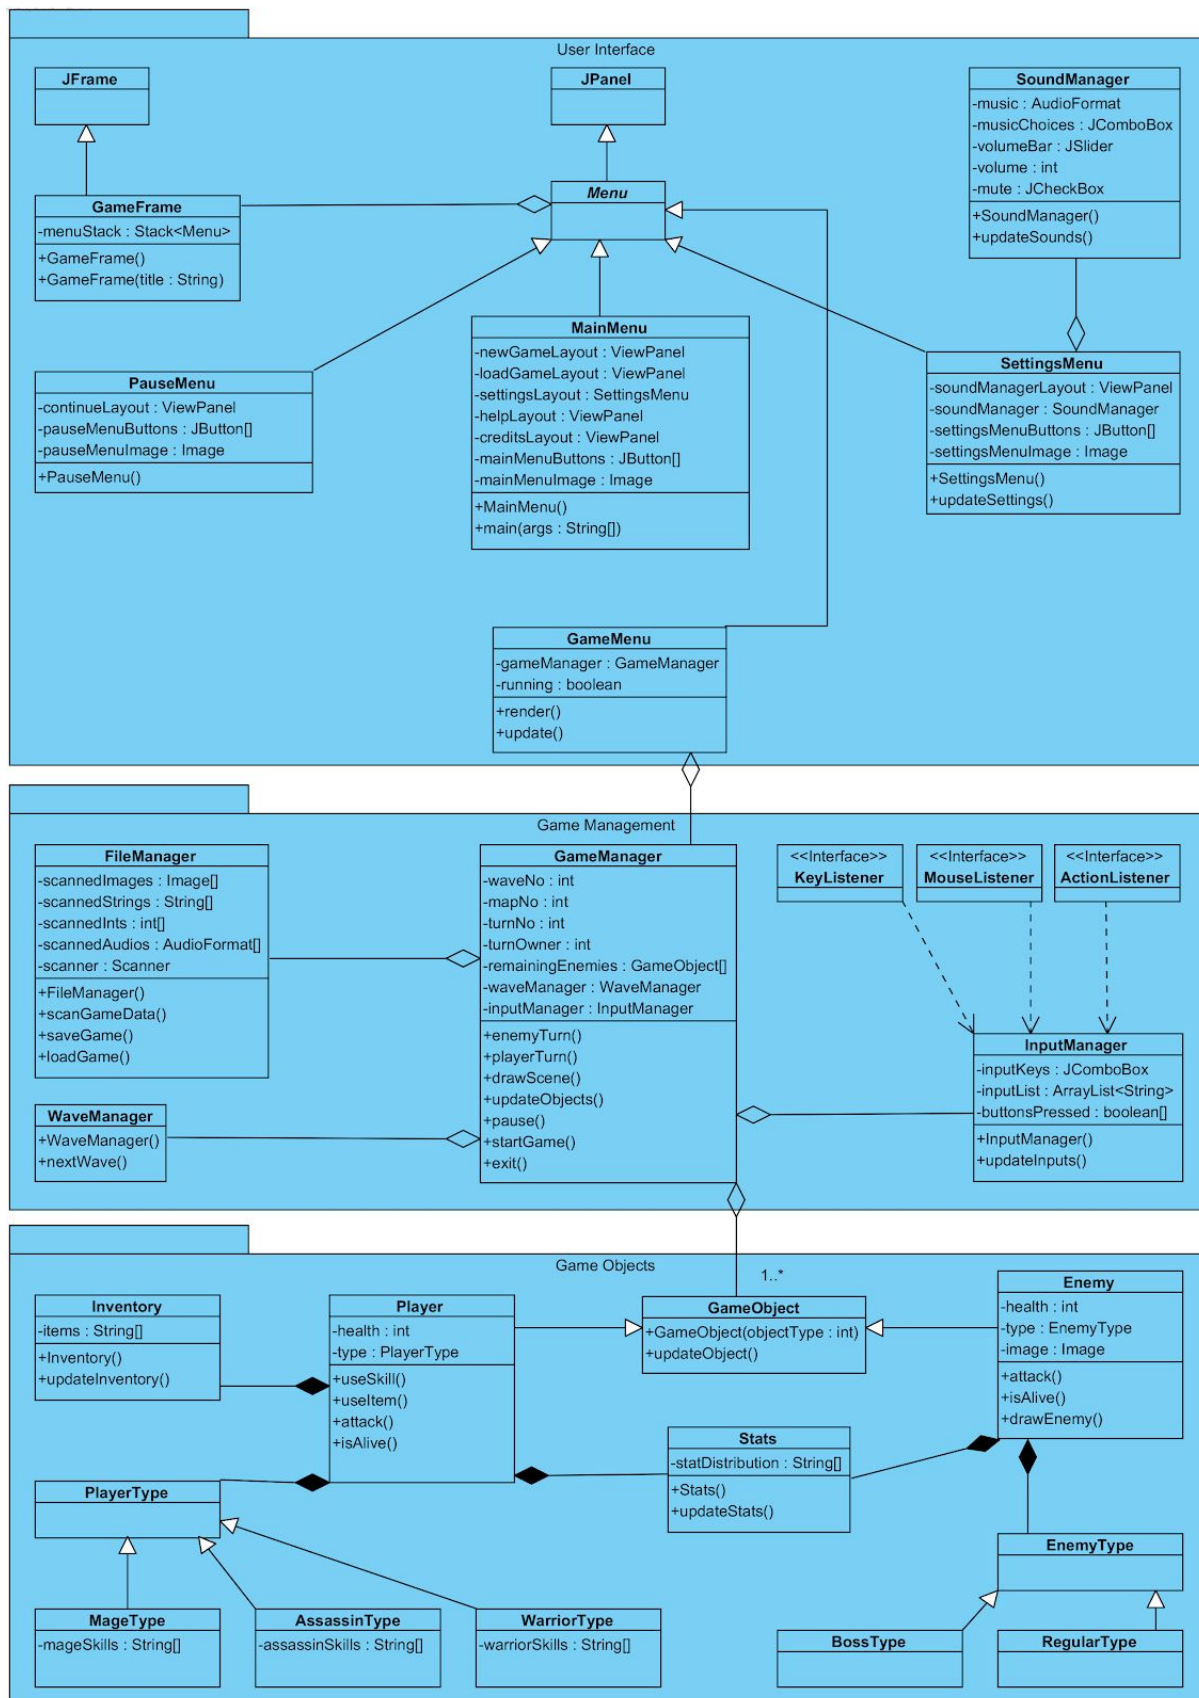 User Interface
JFrame
JPanel
SoundManager
-music : AudioFormat
-musicChoices : JComboBox
-volumeBar : JSlider
-volume : int
-mute : JCheckBox
+SoundManager()
+updateSounds()
GameFrame
-menuStack : Stack<Menu>
+GameFrame()
+GameFrame(title : String)
Menu
PauseMenu
-continueLayout : ViewPanel
-pauseMenuButtons : JButton[]
-pauseMenuImage : Image
+PauseMenu()
MainMenu
-newGameLayout : ViewPanel
-loadGameLayout : ViewPanel
-settingsLayout : SettingsMenu
-helpLayout : ViewPanel
-creditsLayout : ViewPanel
-mainMenuButtons : JButton[]
-mainMenuImage : Image
+MainMenu()
+main(args : String[])
SettingsMenu
-soundManagerLayout : ViewPanel
-soundManager : SoundManager
-settingsMenuButtons : JButton[]
-settingsMenuImage : Image
+SettingsMenu()
+updateSettings()
GameMenu
-gameManager : GameManager
-running : boolean
+render()
+update()
Game Management
FileManager
-scannedImages : Image[]
-scannedStrings : String[]
-scannedInts : int[]
-scannedAudios : AudioFormat[]
-scanner : Scanner
+FileManager()
+scanGameData()
+saveGame()
+loadGame()
WaveManager
+WaveManager()
+nextWave()
GameManager
-waveNo : int
-mapNo : int
-turnNo : int
-turnOwner : int
-remainingEnemies : GameObject[]
-waveManager : WaveManager
-inputManager : InputManager
+enemyTurn()
+playerTurn()
+drawScene()
+updateObjects()
+pause()
+startGame()
+exit()
<<Interface>>
KeyListener
<<Interface>>
MouseListener
<<Interface>>
ActionListener
InputManager
-inputKeys : JComboBox
-inputList : ArrayList<String>
-buttonsPressed : boolean[]
+InputManager()
+updateInputs()
Game Objects
1..*
Inventory
-items : String[]
+Inventory()
+updateInventory()
Player
-health : int
-type : PlayerType
+useSkill()
+useItem()
+attack()
+isAlive()
GameObject
+GameObject(objectType : int)
+updateObject()
Enemy
-health : int
-type : EnemyType
-image : Image
+attack()
+isAlive()
+drawEnemy()
Stats
-statDistribution : String[]
+Stats()
+updateStats()
PlayerType
EnemyType
MageType
-mageSkills : String[]
AssassinType
-assassinSkills : String[]
WarriorType
-warriorSkills : String[]
BossType
RegularType